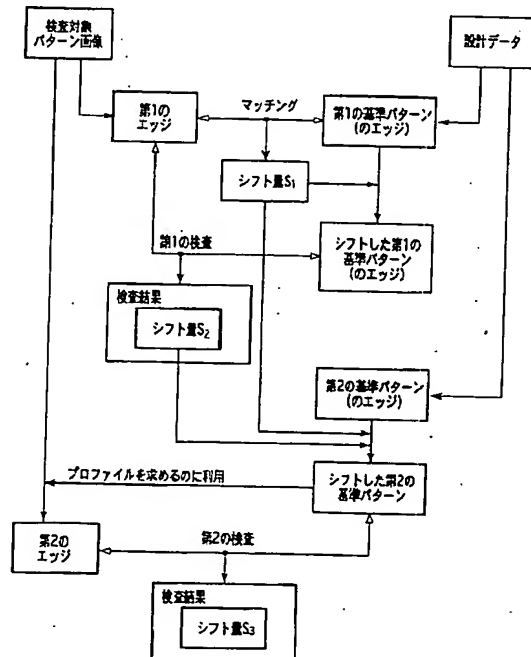 検査対象
パターン画像
設計データ
第1の
エッジ
マッチング
第1の基準パターン
(のエッジ)
シフト量S1
第1の検査
シフトした第1の
基準パターン
(のエッジ)
検査結果
シフト量S2
第2の基準パターン
(のエッジ)
プロファイルを求めるのに利用
シフトした第2の
基準パターン
第2の
エッジ
第2の検査
検査結果
シフト量S3